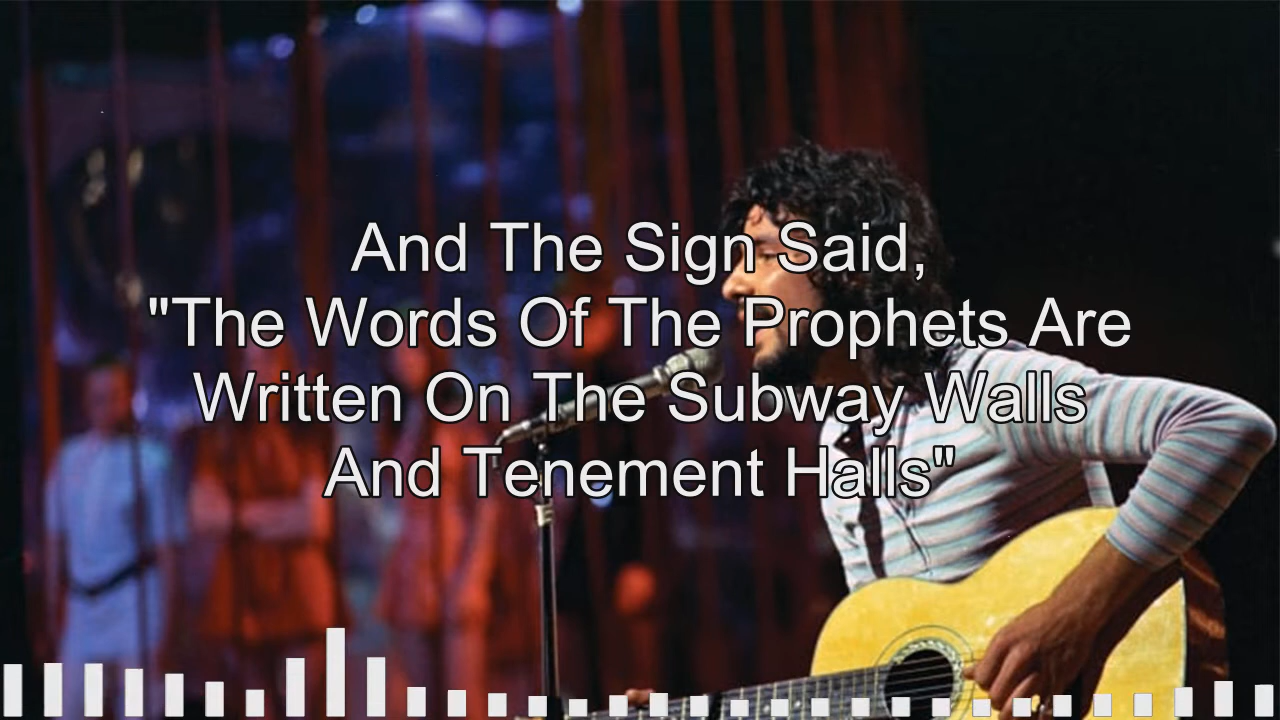 And The Sign Said,
"The Words Of The Prophets Are
Written On The Subway Walls
And Tenement Halls"